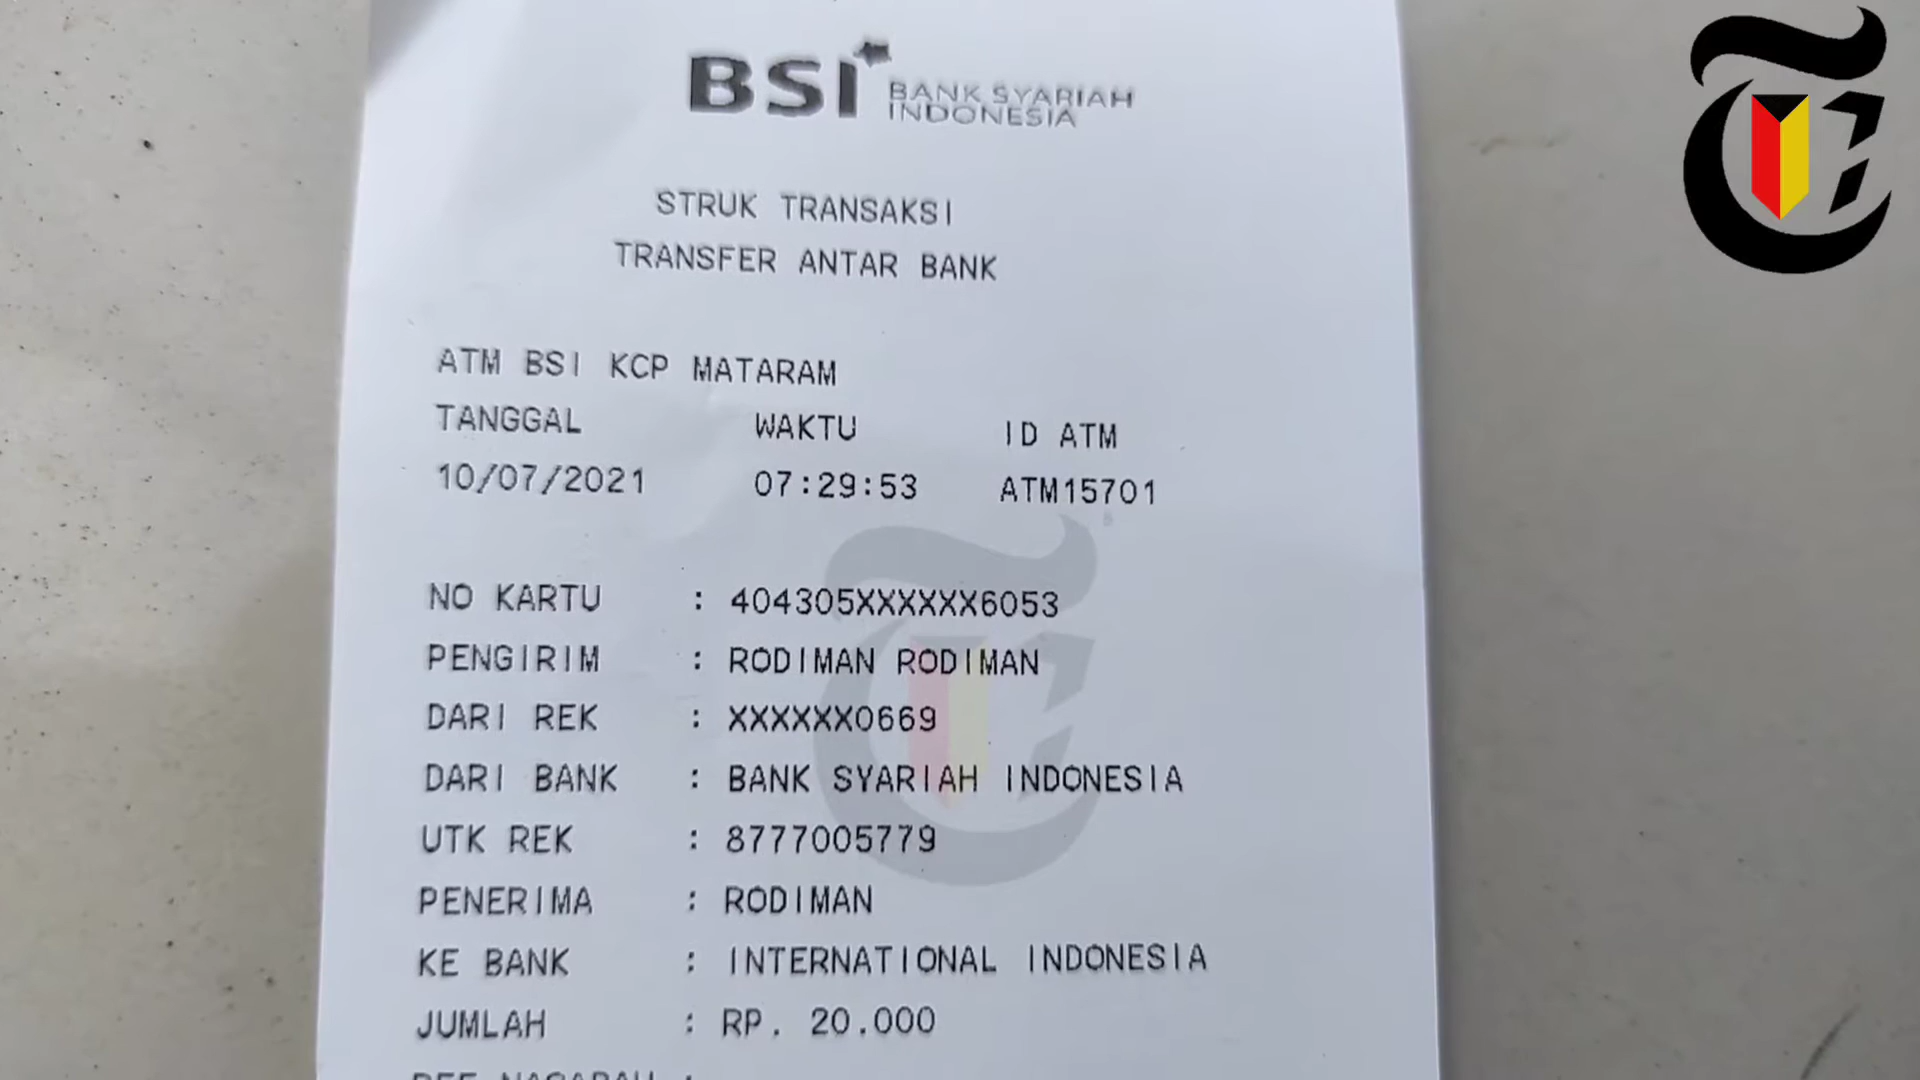 BSI BANK SYARIAH
INDONESIA
STRUK TRANSAKSI
TRANSFER ANTAR BANK
ATM BSI KCP MATARAM
TANGGAL WAKTU ID ATM
10/07/2021 07:29:53 ATM15701
NO KARTU : 404305XXXXXX6053
PENGIRIM : RODIMAN RODIMAN
DARI REK : XXXXXX0669
DARI BANK : BANK SYARIAH INDONESIA
UTK REK : 8777005779
PENERIMA : RODIMAN
KE BANK : INTERNATIONAL INDONESIA
JUMLAH : RP. 20.000